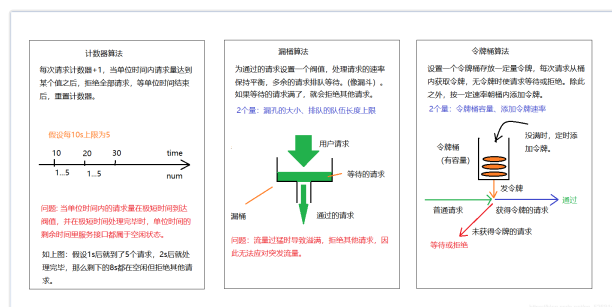 计数器算法
每次请求计数器+1，当单位时间内请求量达到
某个值之后，拒绝全部请求，等单位时间结束
后，重置计数器。
假设每10s上限为5
10 20 30 time
1...5 1...5 num
问题: 当单位时间内的请求量在极短时间到达
阀值，并在极短时间处理完毕时，单位时间的
剩余时间里服务接口都属于空闲状态。
如上图：假设1s后就到了5个请求，2s后就处
理完毕，那么剩下的8s都在空闲但拒绝其他请
求。
漏桶算法
为通过的请求设置一个阀值，处理请求的速率
保持平衡，多余的请求排队等待。（像漏斗）。
如果等待的请求满了，就会拒绝其他请求。
2个量：漏孔的大小、排队的队伍长度上限
用户请求
等待的请求
漏桶
通过的请求
问题：流量过猛时导致溢满，拒绝其他请求，因
此无法应对突发流量。
令牌桶算法
设置一个令牌桶存放一定量令牌，每次请求从桶
内获取令牌，无令牌时使请求等待或拒绝。除此
之外，按一定速率朝桶内添加令牌。
2个量：令牌桶容量、添加令牌速率
没满时，定时添
加令牌。
令牌桶
（有容量）
发令牌
通过
普通请求
获得令牌的请求
未获得令牌的请求
等待或拒绝